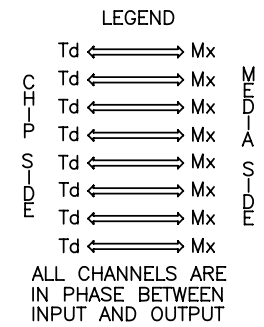 LEGEND
Td Mx
Td Mx
Td Mx
Td Mx
Td Mx
Td Mx
Td Mx
Td Mx
CHIP SIDE
MEDIA SIDE
ALL CHANNELS ARE
IN PHASE BETWEEN
INPUT AND OUTPUT